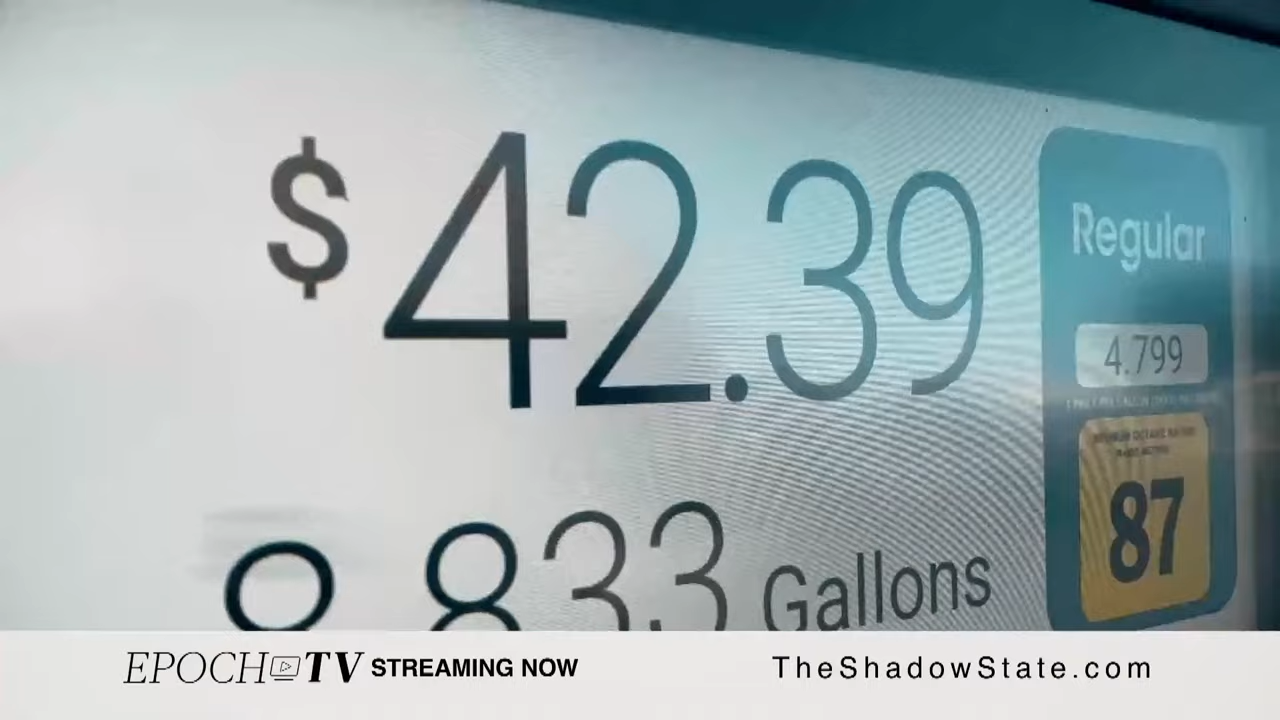 $42.39
8.833 Gallons
Regular
4.799
87
EPOCH TV STREAMING NOW
TheShadowState.com